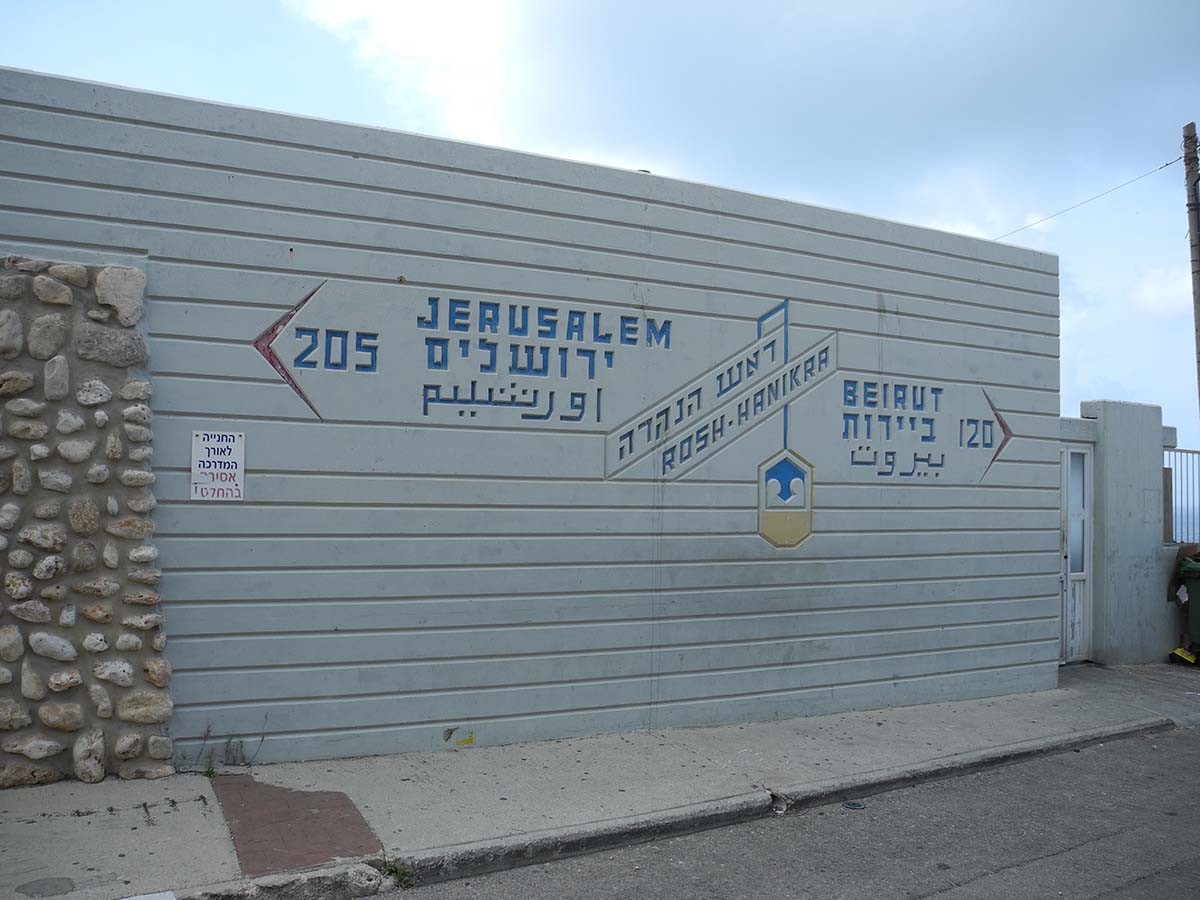 205
JERUSALEM
ירושלים
اورشليم
ראש הנקרה
ROSH-HANIKRA
BEIRUT
ביירות
بيروت
120
החנייה
לאורך
המדרכה
אסורה
בהחלט!